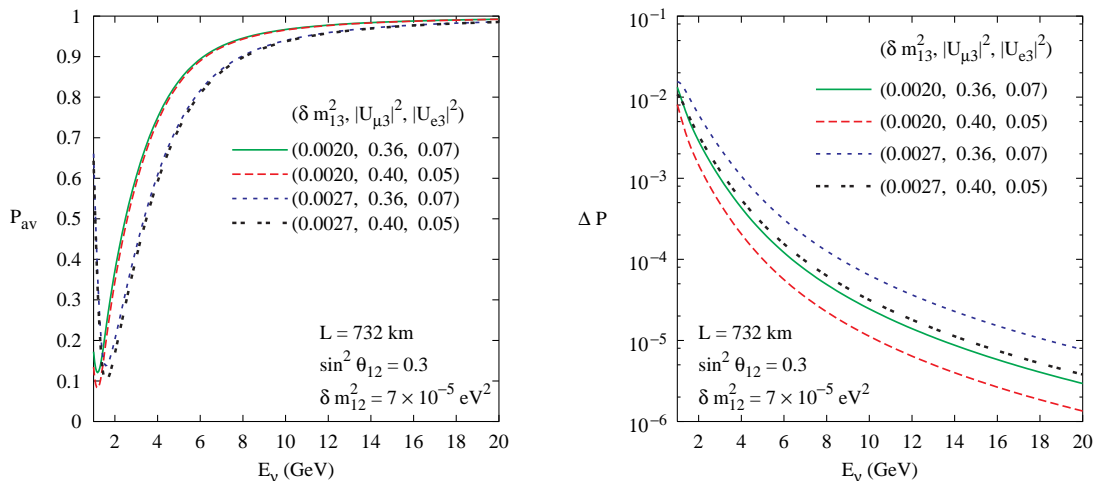 1
0.9
0.8
0.7
0.6
0.5
0.4
0.3
0.2
0.1
0
P_av
(δ m²₁₃, |U_μ3|², |U_e3|²)
(0.0020, 0.36, 0.07)
(0.0020, 0.40, 0.05)
(0.0027, 0.36, 0.07)
(0.0027, 0.40, 0.05)
L = 732 km
sin² θ₁₂ = 0.3
δ m²₁₂ = 7 × 10⁻⁵ eV²
2 4 6 8 10 12 14 16 18 20
E_ν (GeV)
10⁻¹
10⁻²
10⁻³
10⁻⁴
10⁻⁵
10⁻⁶
Δ P
(δ m²₁₃, |U_μ3|², |U_e3|²)
(0.0020, 0.36, 0.07)
(0.0020, 0.40, 0.05)
(0.0027, 0.36, 0.07)
(0.0027, 0.40, 0.05)
L = 732 km
sin² θ₁₂ = 0.3
δ m²₁₂ = 7 × 10⁻⁵ eV²
2 4 6 8 10 12 14 16 18 20
E_ν (GeV)